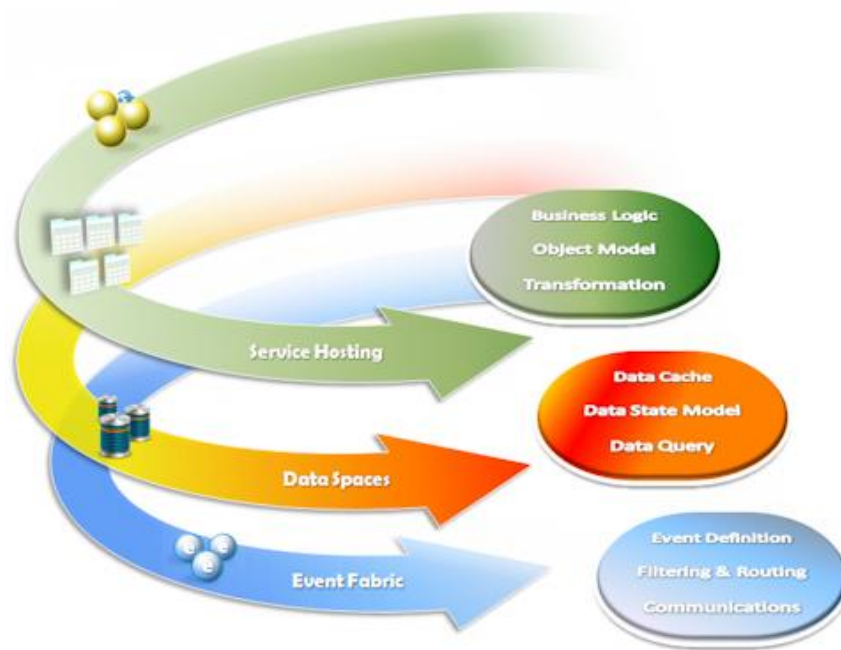 Business Logic
Object Model
Transformation
Service Hosting
Data Cache
Data State Model
Data Query
Data Spaces
Event Definition
Filtering & Routing
Communications
Event Fabric
e
e
e